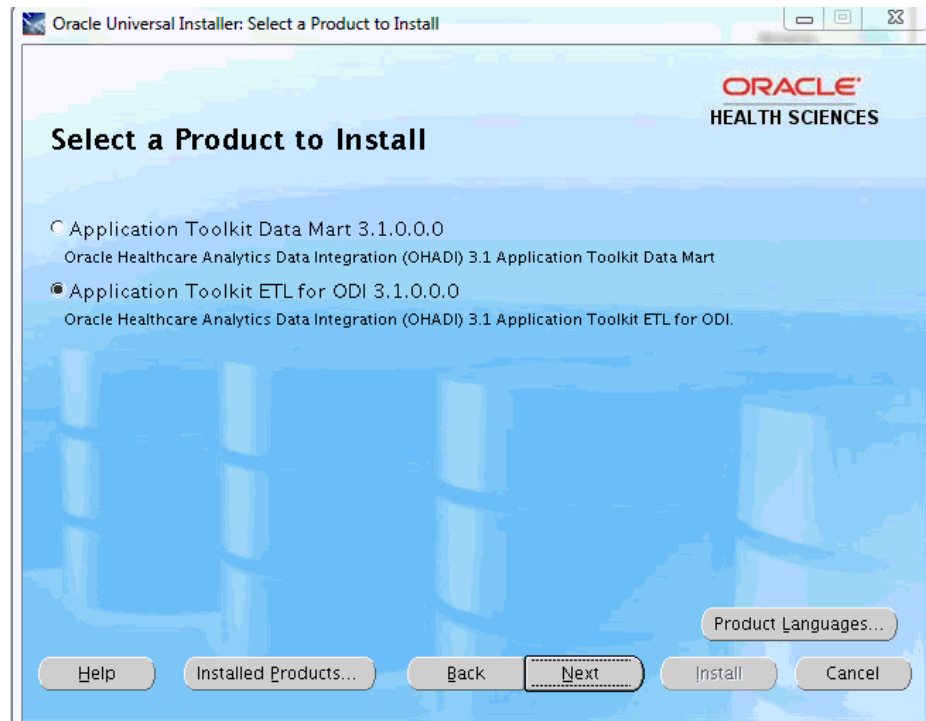 Oracle Universal Installer: Select a Product to Install
ORACLE
HEALTH SCIENCES
Select a Product to Install
Application Toolkit Data Mart 3.1.0.0.0
Oracle Healthcare Analytics Data Integration (OHADI) 3.1 Application Toolkit Data Mart
Application Toolkit ETL for ODI 3.1.0.0.0
Oracle Healthcare Analytics Data Integration (OHADI) 3.1 Application Toolkit ETL for ODI.
Product Languages...
Help Installed Products... Back Next Install Cancel